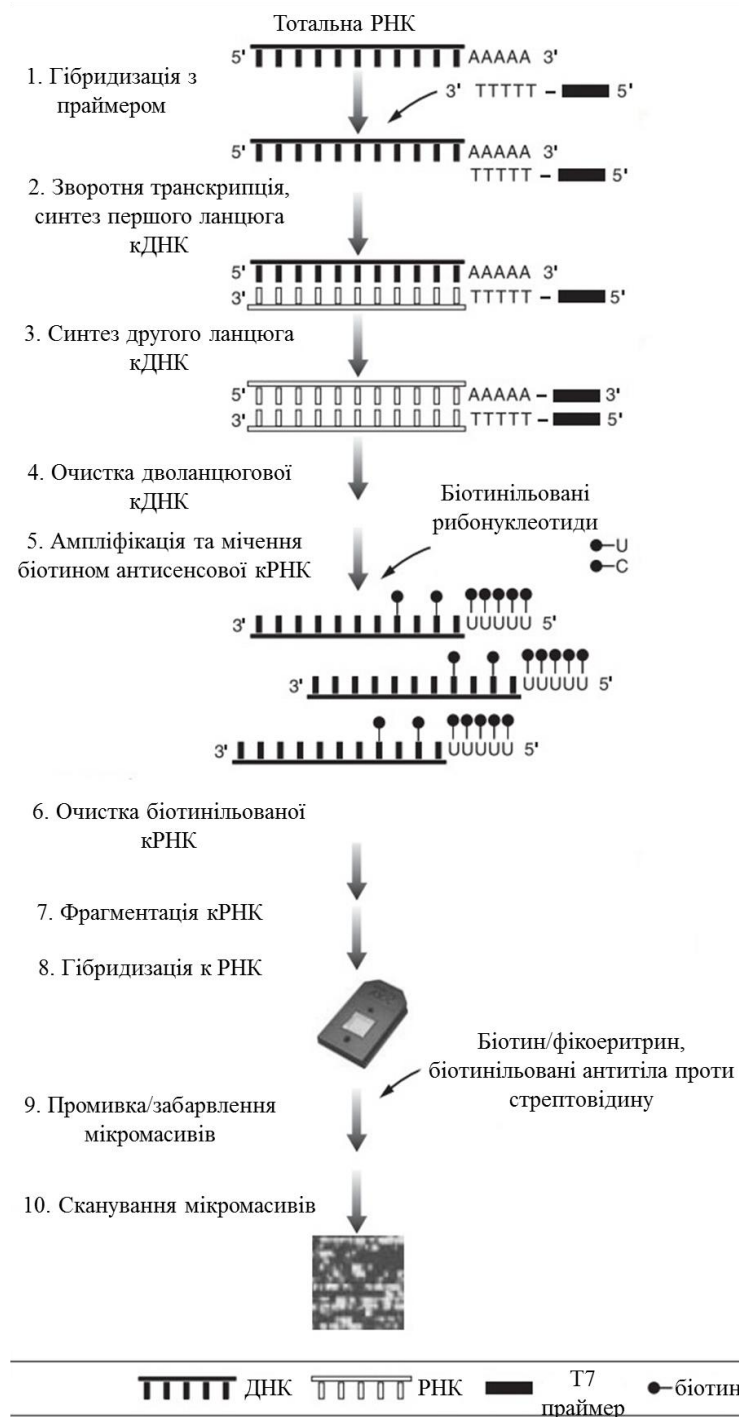 Тотальна РНК
5' AAAAA 3'
1. Гібридизація з
праймером
3' TTTTT – 5'
5' AAAAA 3'
TTTTT – 5'
2. Зворотня транскрипція,
синтез першого ланцюга
кДНК
5' AAAAA 3'
3' TTTTT – 5'
3. Синтез другого ланцюга
кДНК
5' AAAAA – 3'
3' TTTTT – 5'
4. Очистка дволанцюгової
кДНК
Біотинільовані
рибонуклеотиди
5. Ампліфікація та мічення
біотином антисенсової кРНК
U
C
3' UUUUU 5'
3' UUUUU 5'
3' UUUUU 5'
6. Очистка біотинільованої
кРНК
7. Фрагментація кРНК
8. Гібридизація к РНК
Біотин/фікоеритрин,
біотинільовані антитіла проти
стрептовідину
9. Промивка/забарвлення
мікромасивів
10. Сканування мікромасивів
ДНК РНК Т7 праймер біотин